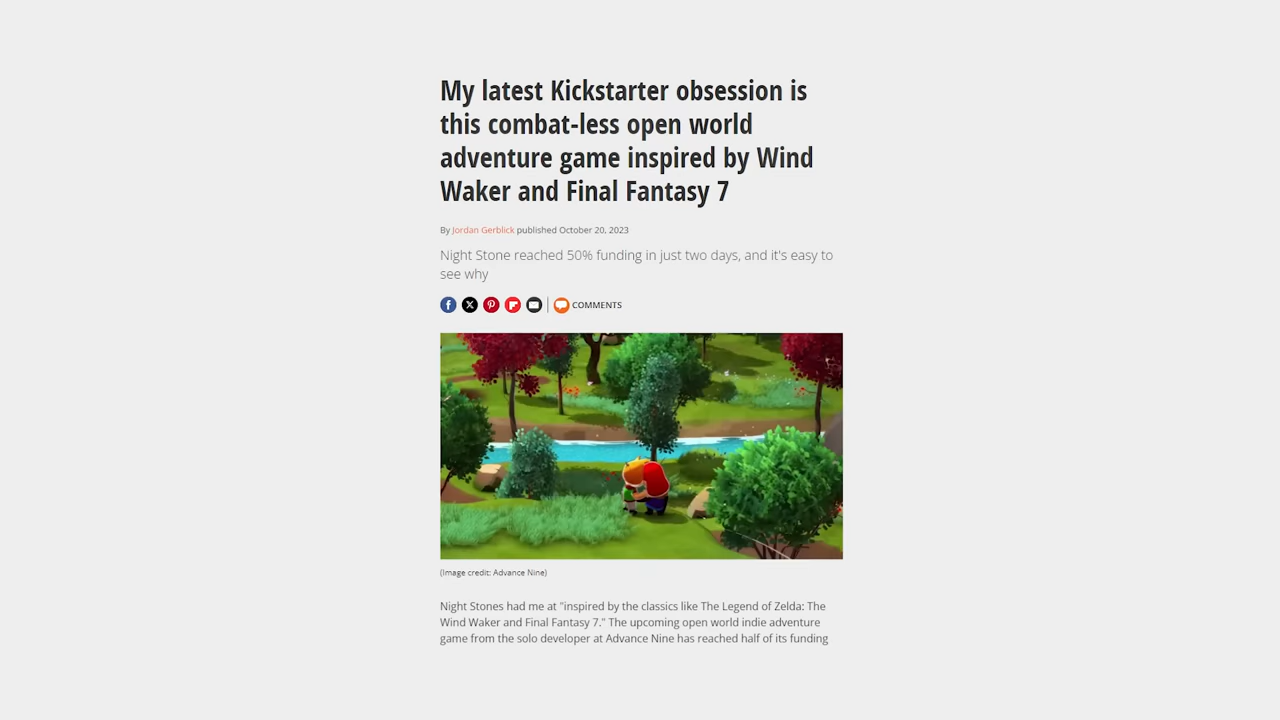 My latest Kickstarter obsession is
this combat-less open world
adventure game inspired by Wind
Waker and Final Fantasy 7
By Jordan Gerblick published October 20, 2023
Night Stone reached 50% funding in just two days, and it's easy to
see why
COMMENTS
(Image credit: Advance Nine)
Night Stones had me at "inspired by the classics like The Legend of Zelda: The
Wind Waker and Final Fantasy 7." The upcoming open world indie adventure
game from the solo developer at Advance Nine has reached half of its funding